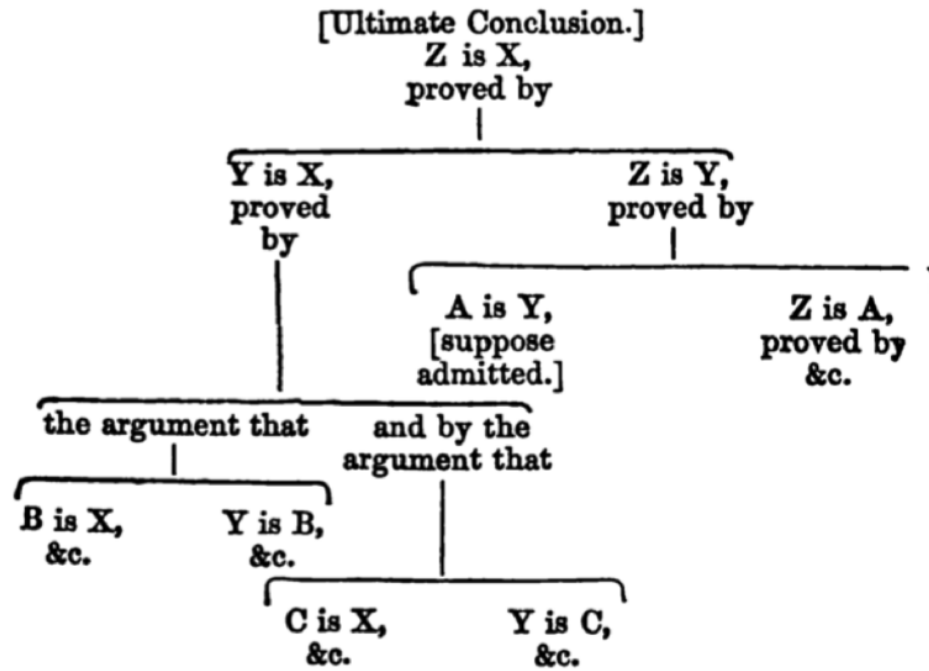 [Ultimate Conclusion.]
Z is X,
proved by
Y is X,
proved
by
Z is Y,
proved by
A is Y,
[suppose
admitted.]
Z is A,
proved by
&c.
the argument that
and by the
argument that
B is X,
&c.
Y is B,
&c.
C is X,
&c.
Y is C,
&c.